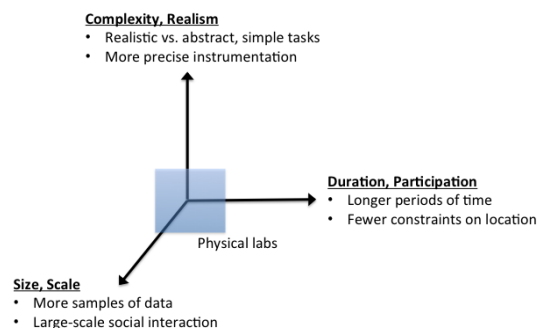 Complexity, Realism
• Realistic vs. abstract, simple tasks
• More precise instrumentation
Duration, Participation
• Longer periods of time
• Fewer constraints on location
Physical labs
Size, Scale
• More samples of data
• Large-scale social interaction